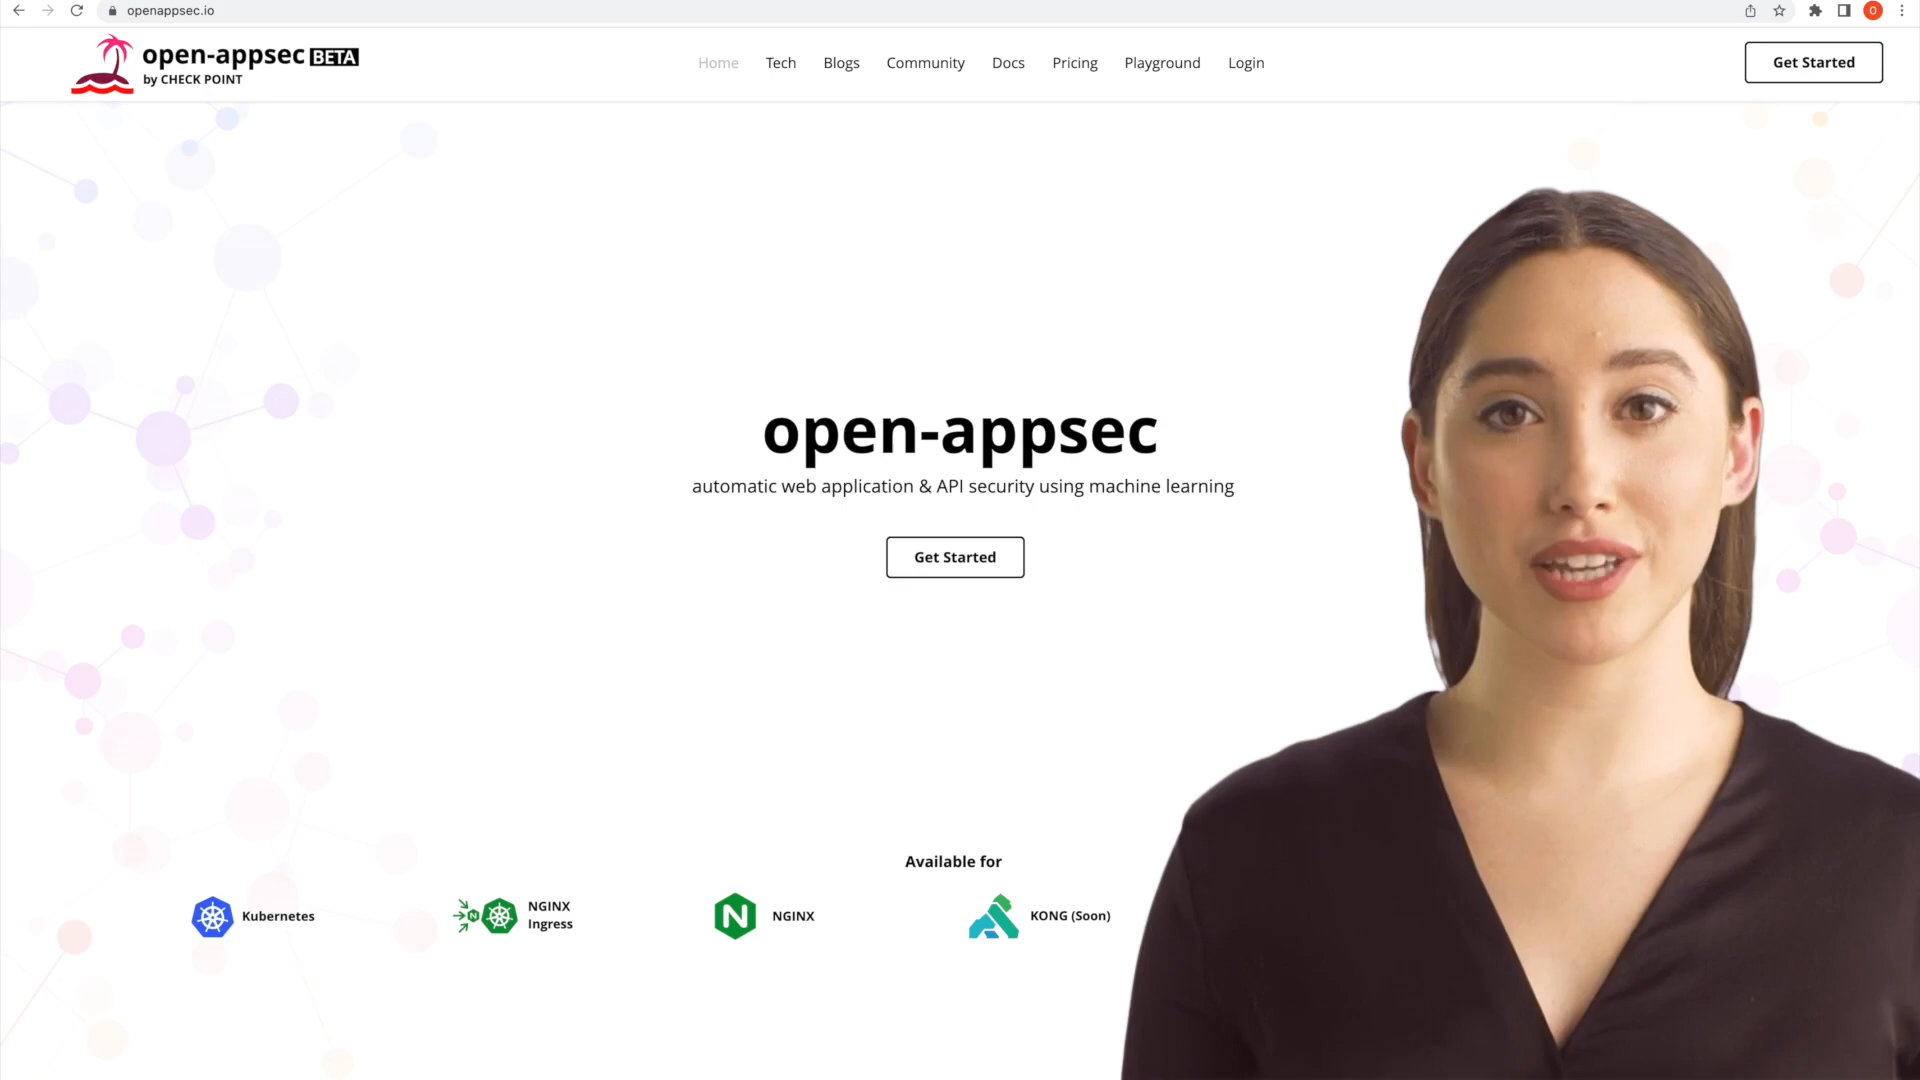 openappsec.io
O
open-appsec BETA
by CHECK POINT
Home Tech Blogs Community Docs Pricing Playground Login
Get Started
open-appsec
automatic web application & API security using machine learning
Get Started
Available for
Kubernetes
N
NGINX
Ingress
N
NGINX
KONG (Soon)